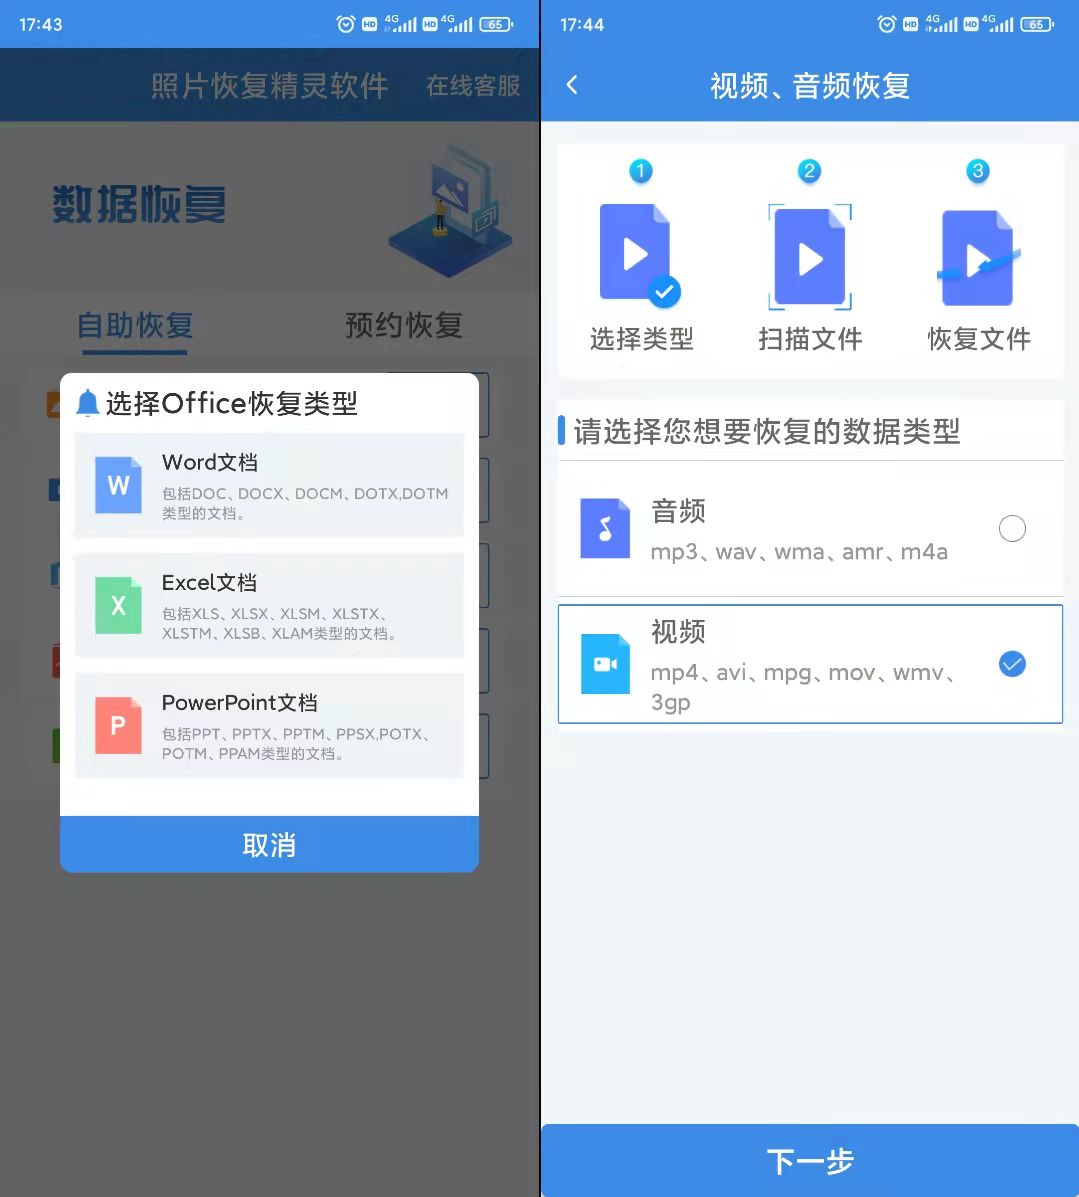 17:43
HD 4G HD 4G 65
照片恢复精灵软件
在线客服
数据恢复
自助恢复
预约恢复
选择Office恢复类型
W
Word文档
包括DOC、DOCX、DOCM、DOTX,DOTM
类型的文档。
X
Excel文档
包括XLS、XLSX、XLSM、XLSTX、
XLSTM、XLSB、XLAM类型的文档。
P
PowerPoint文档
包括PPT、PPTX、PPTM、PPSX,POTX、
POTM、PPAM类型的文档。
取消
17:44
HD 4G HD 4G 65
视频、音频恢复
1
2
3
选择类型
扫描文件
恢复文件
请选择您想要恢复的数据类型
音频
mp3、wav、wma、amr、m4a
视频
mp4、avi、mpg、mov、wmv、
3gp
下一步